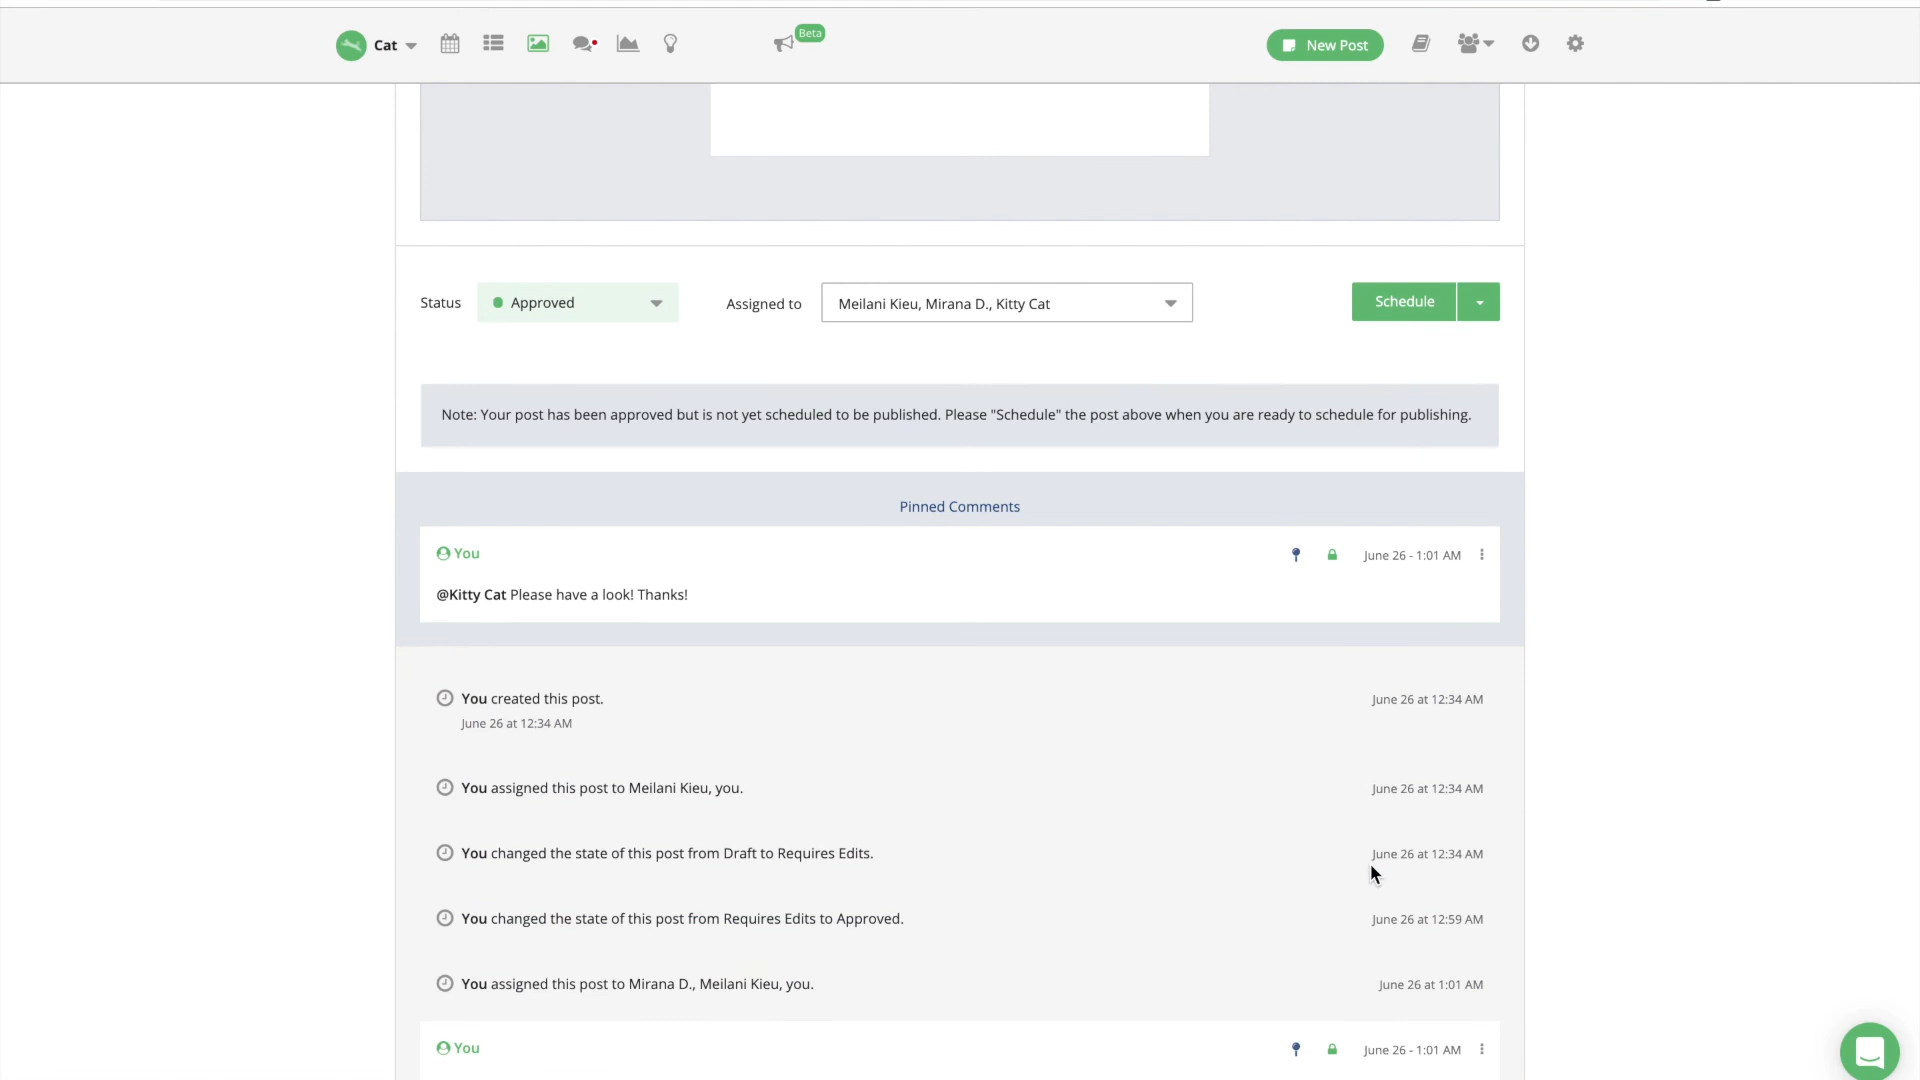 Cat
Beta
New Post
Status
Approved
Assigned to
Meilani Kieu, Mirana D., Kitty Cat
Schedule
Note: Your post has been approved but is not yet scheduled to be published. Please "Schedule" the post above when you are ready to schedule for publishing.
Pinned Comments
You
June 26 - 1:01 AM
@Kitty Cat Please have a look! Thanks!
You created this post.
June 26 at 12:34 AM
June 26 at 12:34 AM
You assigned this post to Meilani Kieu, you.
June 26 at 12:34 AM
You changed the state of this post from Draft to Requires Edits.
June 26 at 12:34 AM
You changed the state of this post from Requires Edits to Approved.
June 26 at 12:59 AM
You assigned this post to Mirana D., Meilani Kieu, you.
June 26 at 1:01 AM
You
June 26 - 1:01 AM